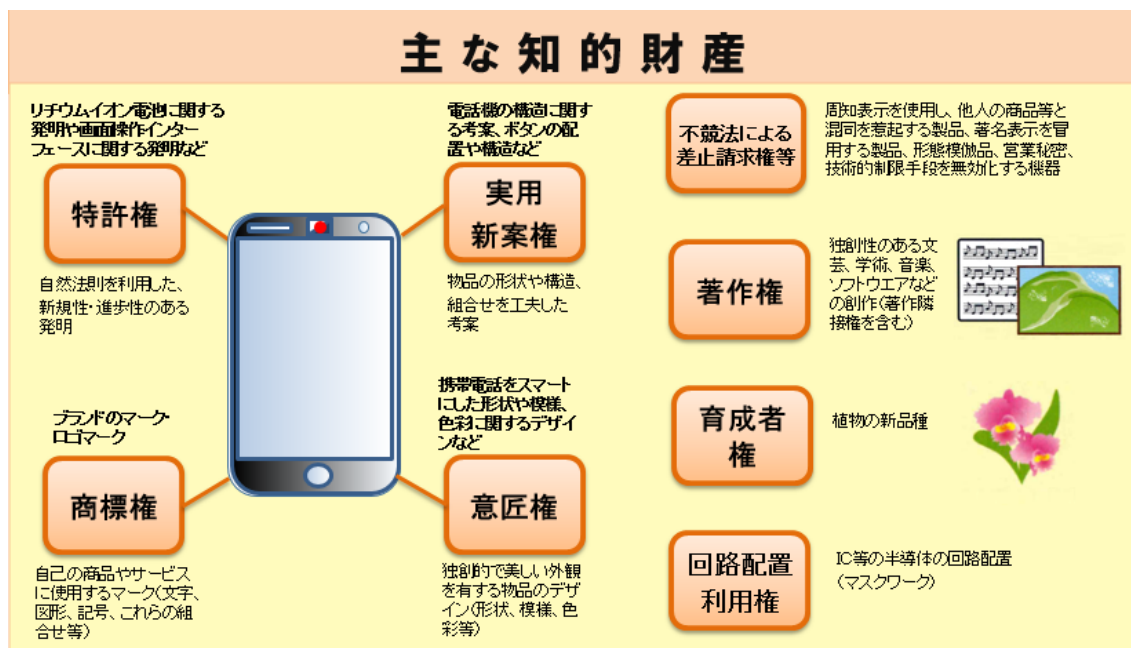 主な知的財産
リチウムイオン電池に関する
発明や画面操作インター
フェースに関する発明など
特許権
自然法則を利用した、
新規性・進歩性のある
発明
電話機の構造に関す
る考案、ボタンの配
置や構造など
実用
新案権
物品の形状や構造、
組合せを工夫した
考案
ブランドのマーク・
ロゴマーク
商標権
自己の商品やサービス
に使用するマーク(文字、
図形、記号、これらの組
合せ等)
携帯電話をスマート
にした形状や模様、
色彩に関するデザイ
ンなど
意匠権
独創的で美しい外観
を有する物品のデザ
イン(形状、模様、色
彩等)
不競法による
差止請求権等
周知表示を使用し、他人の商品等と
混同を惹起する製品、著名表示を冒
用する製品、形態模倣品、営業秘密、
技術的制限手段を無効化する機器
著作権
独創性のある文
芸、学術、音楽、
ソフトウエアなど
の創作(著作隣
接権を含む)
育成者
権
植物の新品種
回路配置
利用権
IC等の半導体の回路配置
(マスクワーク)